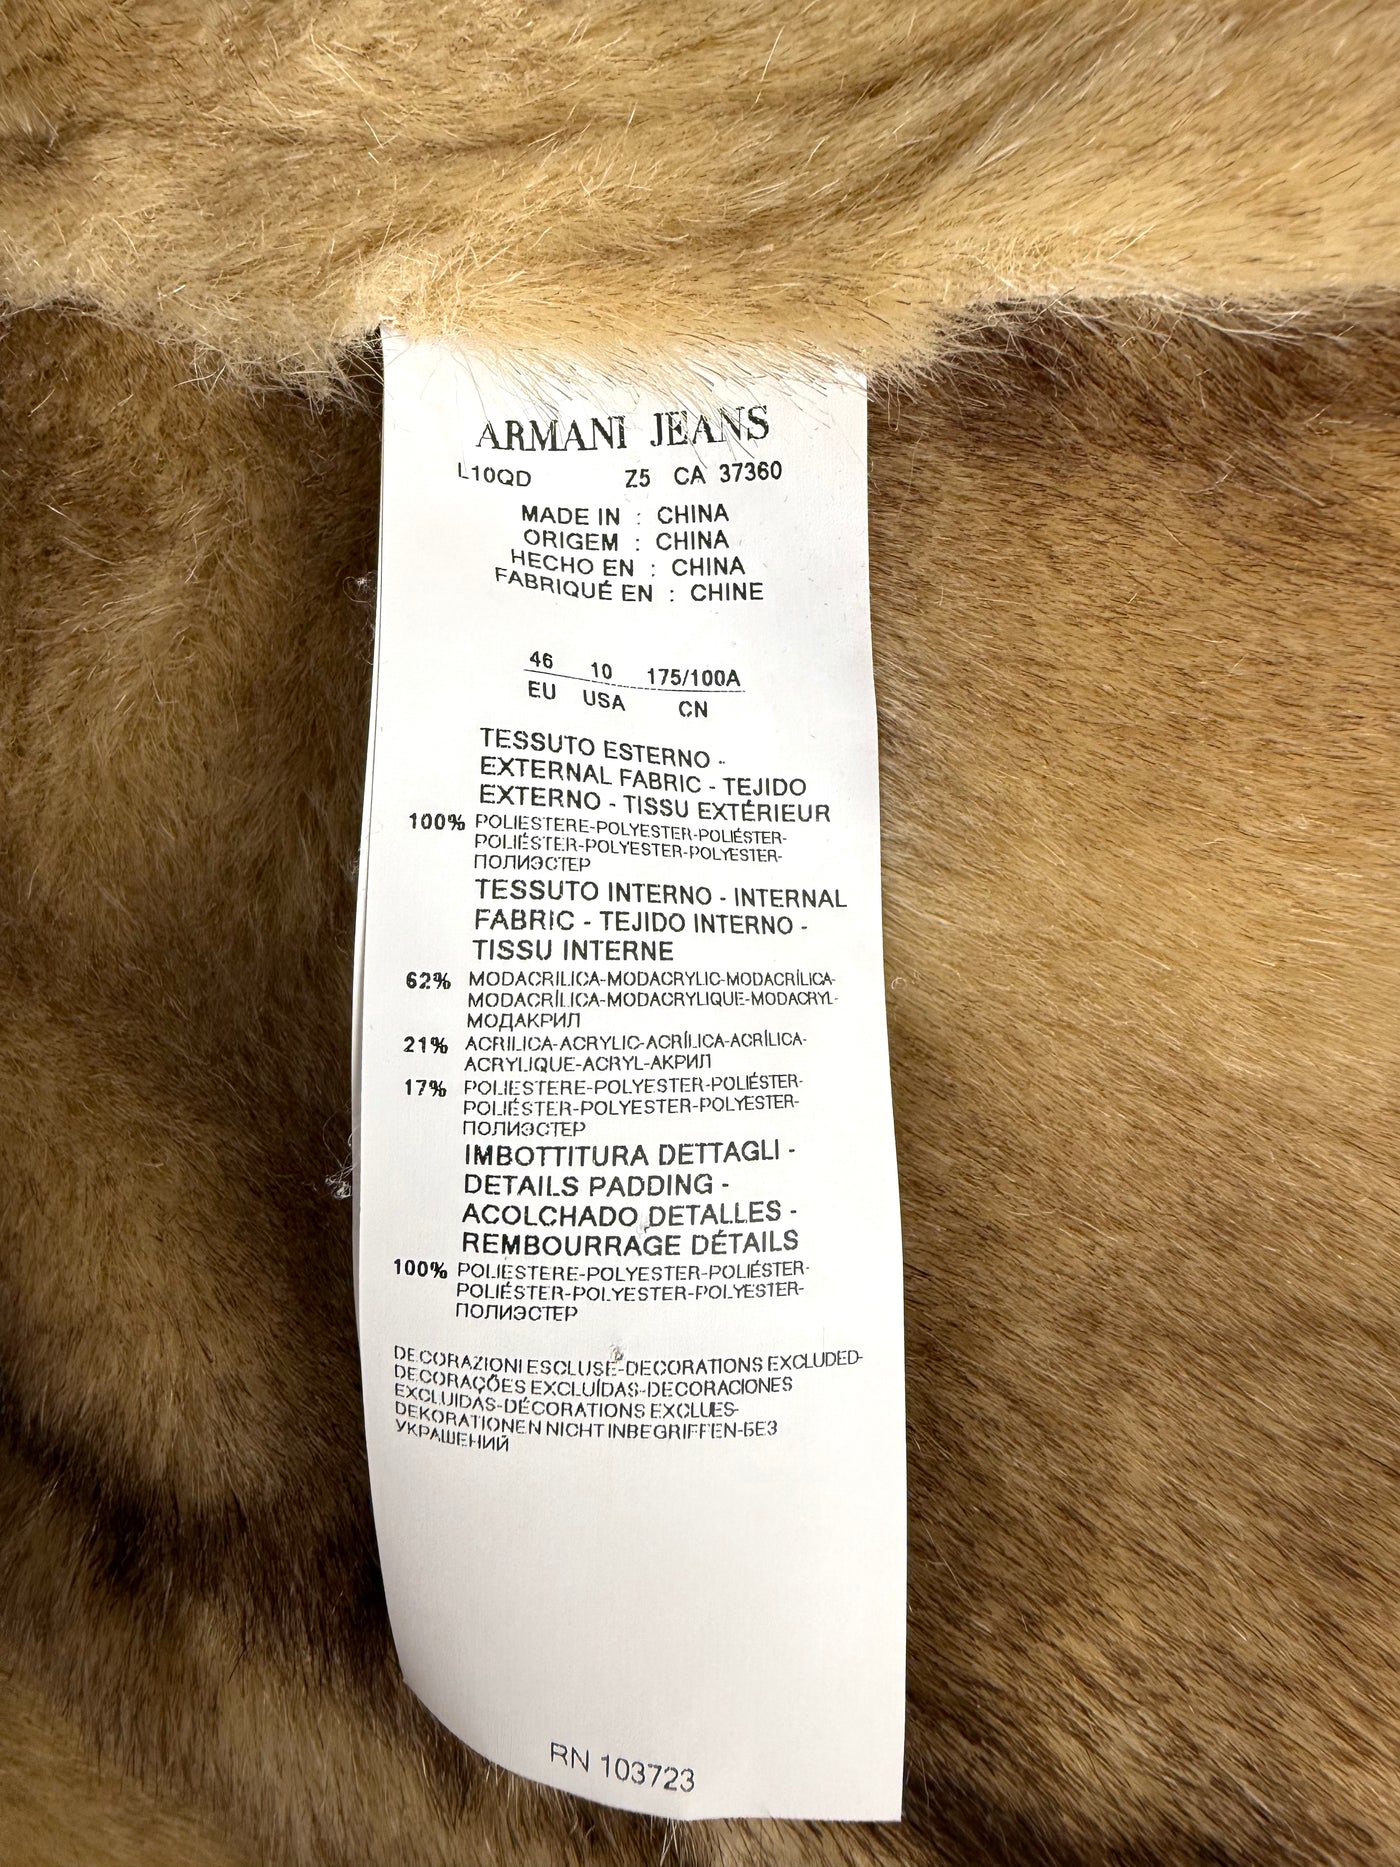 ARMANI JEANS
L10QD Z5 CA 37360
MADE IN : CHINA
ORIGEM : CHINA
HECHO EN : CHINA
FABRIQUÉ EN : CHINE
46 10 175/100A
EU USA CN
TESSUTO ESTERNO -
EXTERNAL FABRIC - TEJIDO
EXTERNO - TISSU EXTÉRIEUR
100% POLIESTERE-POLYESTER-POLIÉSTER-
POLIÉSTER-POLYESTER-POLYESTER-
ПОЛИЭСТЕР
TESSUTO INTERNO - INTERNAL
FABRIC - TEJIDO INTERNO -
TISSU INTERNE
62% MODACRILICA-MODACRYLIC-MODACRÍLICA-
MODACRÍLICA-MODACRYLIQUE-MODACRYL-
МОДАКРИЛ
21% ACRILICA-ACRYLIC-ACRÍLICA-ACRÍLICA-
ACRYLIQUE-ACRYL-АКРИЛ
17% POLIESTERE-POLYESTER-POLIÉSTER-
POLIÉSTER-POLYESTER-POLYESTER-
ПОЛИЭСТЕР
IMBOTTITURA DETTAGLI -
DETAILS PADDING -
ACOLCHADO DETALLES -
REMBOURRAGE DÉTAILS
100% POLIESTERE-POLYESTER-POLIÉSTER-
POLIÉSTER-POLYESTER-POLYESTER-
ПОЛИЭСТЕР
DECORAZIONI ESCLUSE-DECORATIONS EXCLUDED-
DECORAÇÕES EXCLUÍDAS-DECORACIONES
EXCLUIDAS-DÉCORATIONS EXCLUES-
DEKORATIONEN NICHT INBEGRIFFEN-БЕЗ
УКРАШЕНИЙ
RN 103723